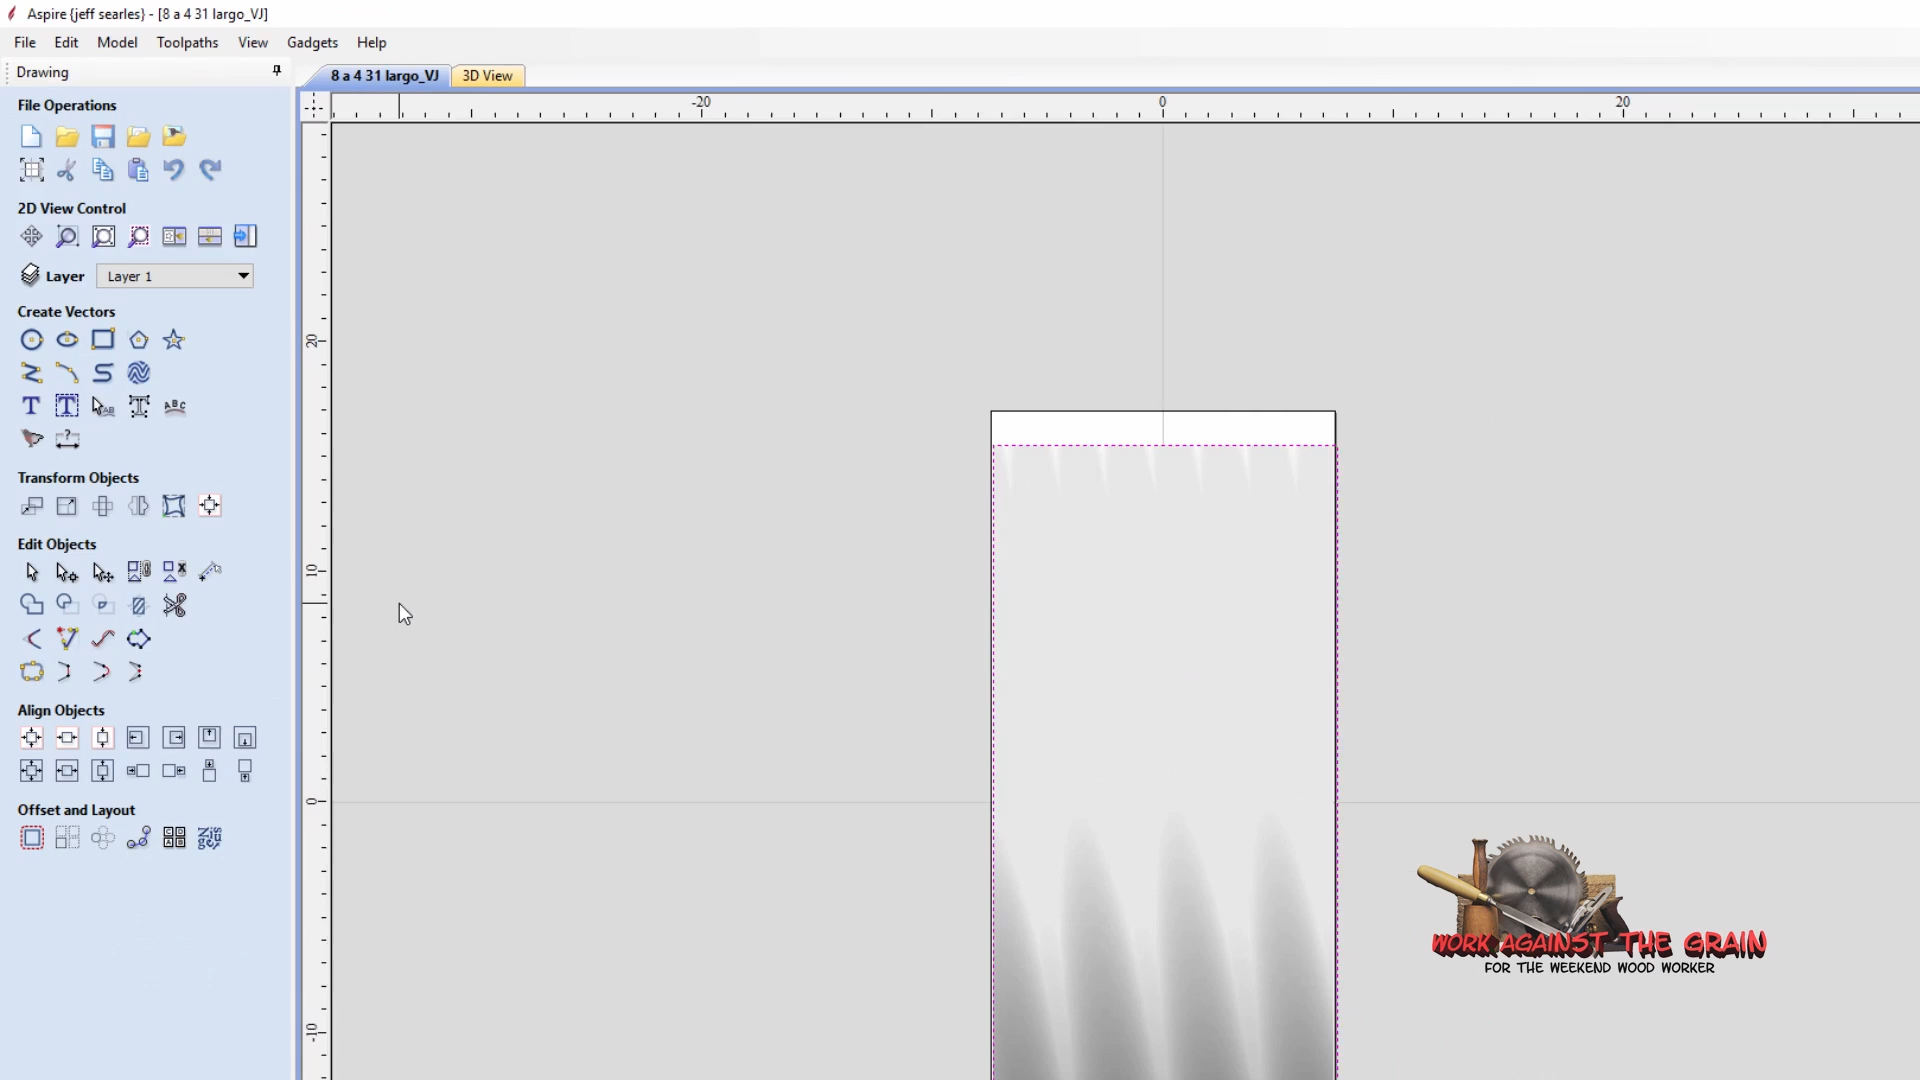 Aspire {jeff searles} - [8 a 4 31 largo_VJ]
File Edit Model Toolpaths View Gadgets Help
Drawing
8 a 4 31 largo_VJ 3D View
File Operations
-20 0 20
2D View Control
Layer Layer 1
Create Vectors
20
Transform Objects
Edit Objects
10
Align Objects
0
Offset and Layout
-10
WORK AGAINST THE GRAIN
FOR THE WEEKEND WOOD WORKER